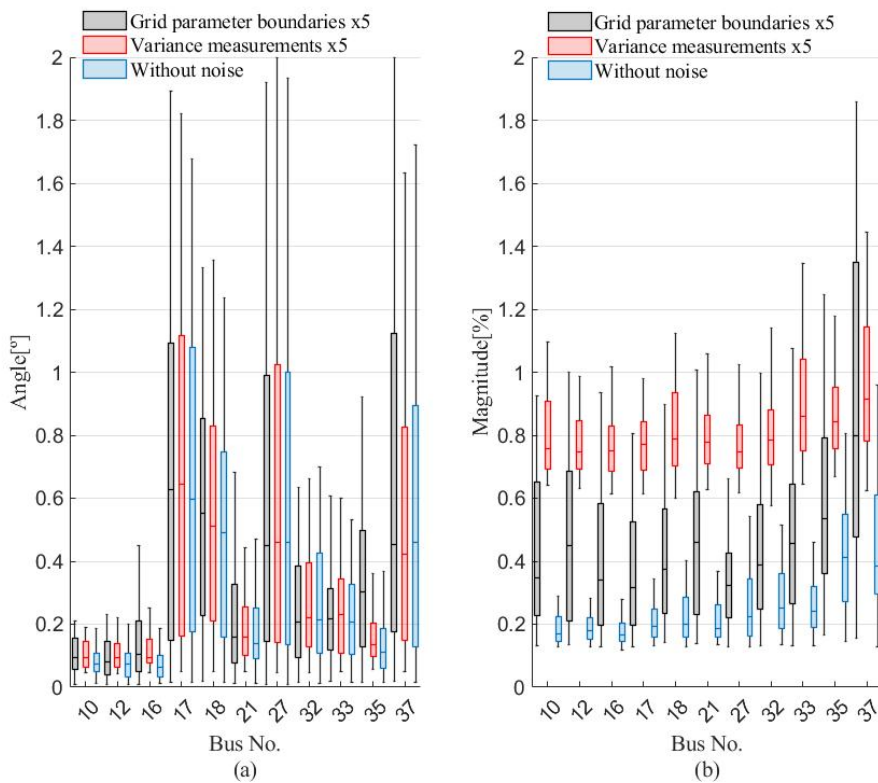 Grid parameter boundaries x5
Variance measurements x5
Without noise
2
1.8
1.6
1.4
1.2
1
0.8
0.6
0.4
0.2
0
Angle[º]
10 12 16 17 18 21 27 32 33 35 37
Bus No.
(a)
Grid parameter boundaries x5
Variance measurements x5
Without noise
2
1.8
1.6
1.4
1.2
1
0.8
0.6
0.4
0.2
0
Magnitude[%]
10 12 16 17 18 21 27 32 33 35 37
Bus No.
(b)